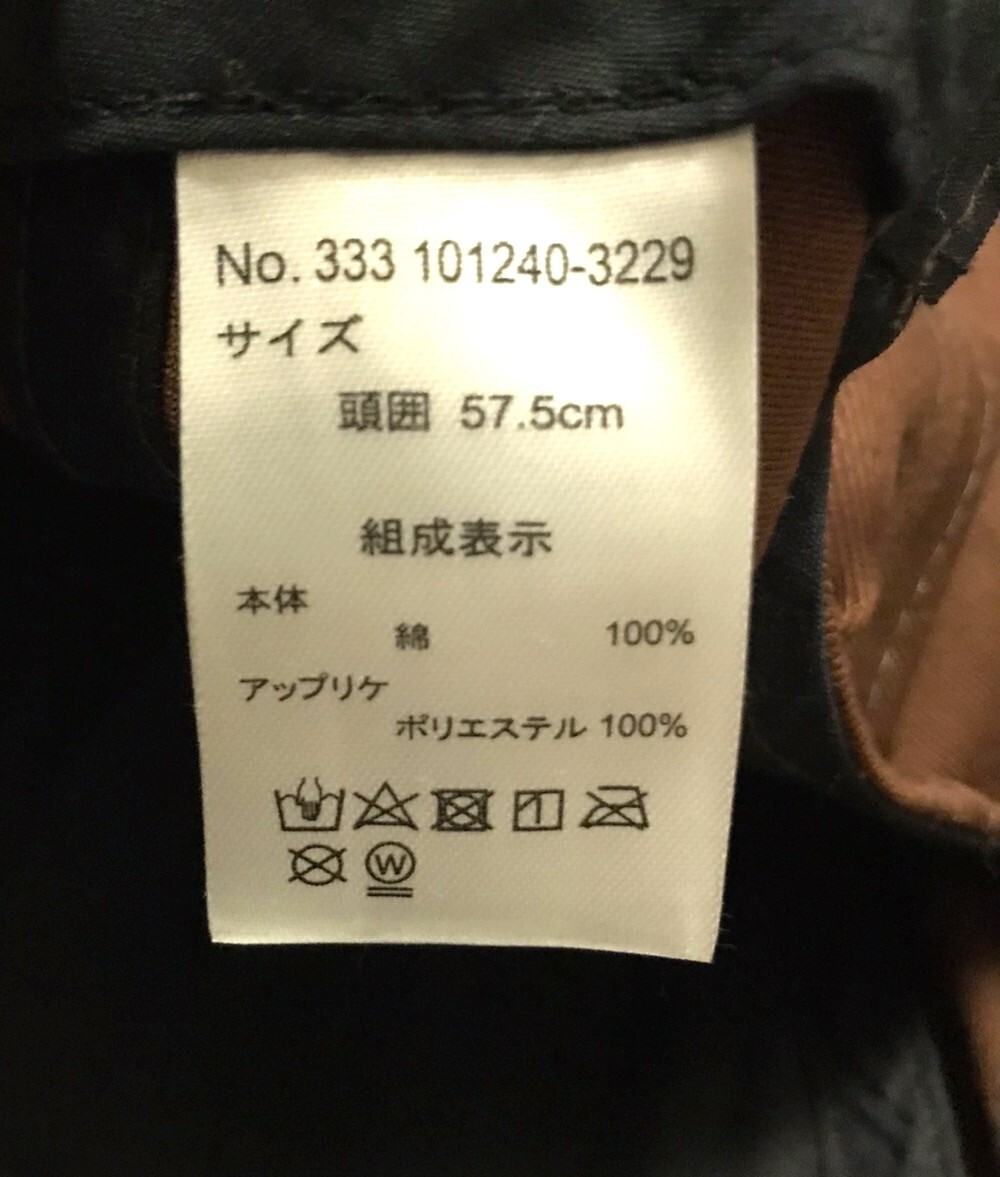 No. 333 101240-3229
サイズ
頭囲 57.5cm
組成表示
本体
綿 100%
アップリケ
ポリエステル 100%
W